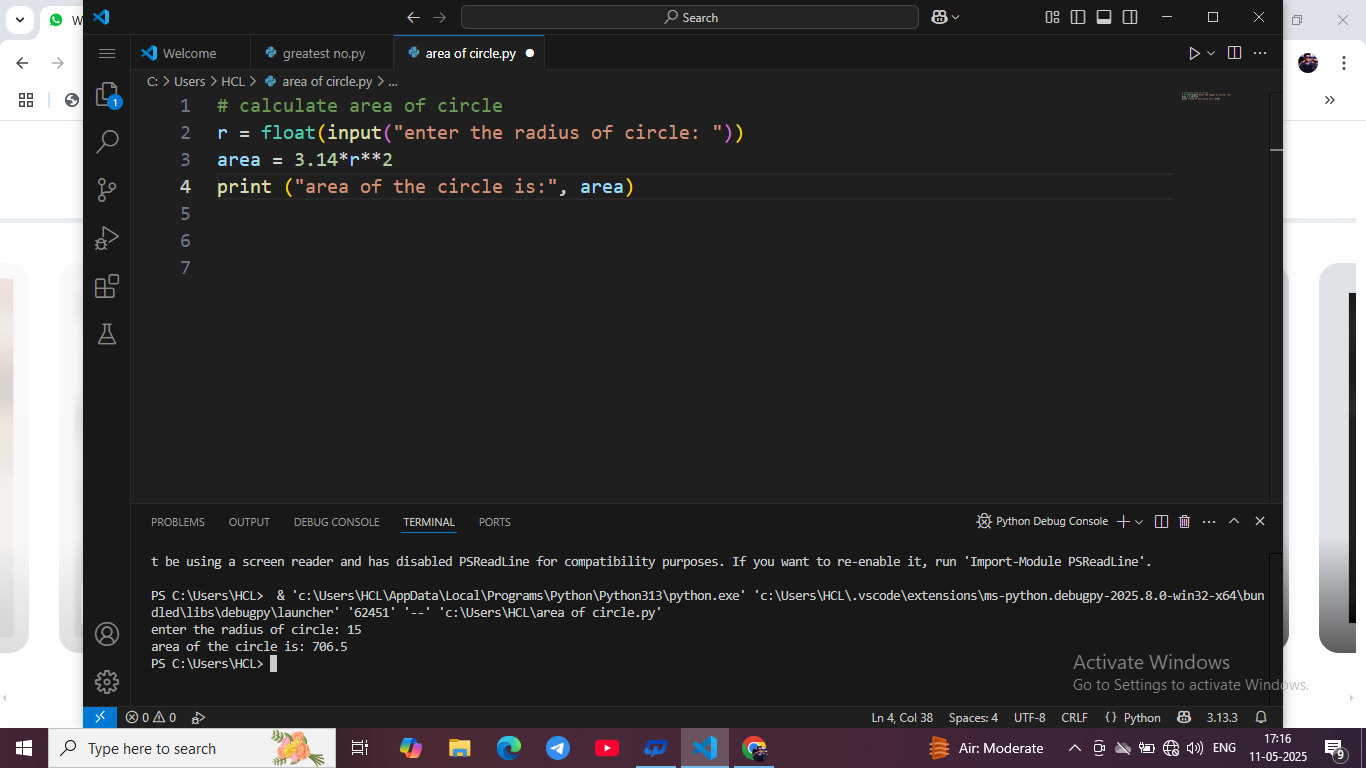 W
Search
Welcome
greatest no.py
area of circle.py
C: > Users > HCL > area of circle.py > ...
1 # calculate area of circle
2 r = float(input("enter the radius of circle: "))
3 area = 3.14*r**2
4 print ("area of the circle is:", area)
5
6
7
1
PROBLEMS OUTPUT DEBUG CONSOLE TERMINAL PORTS
Python Debug Console
t be using a screen reader and has disabled PSReadLine for compatibility purposes. If you want to re-enable it, run 'Import-Module PSReadLine'.
PS C:\Users\HCL>  & 'c:\Users\HCL\AppData\Local\Programs\Python\Python313\python.exe' 'c:\Users\HCL\.vscode\extensions\ms-python.debugpy-2025.8.0-win32-x64\bun
dled\libs\debugpy\launcher' '62451' '--' 'c:\Users\HCL\area of circle.py'
enter the radius of circle: 15
area of the circle is: 706.5
PS C:\Users\HCL>
Activate Windows
Go to Settings to activate Windows.
0 0
Ln 4, Col 38 Spaces: 4 UTF-8 CRLF {} Python 3.13.3
Type here to search
Air: Moderate
ENG
17:16
11-05-2025
9